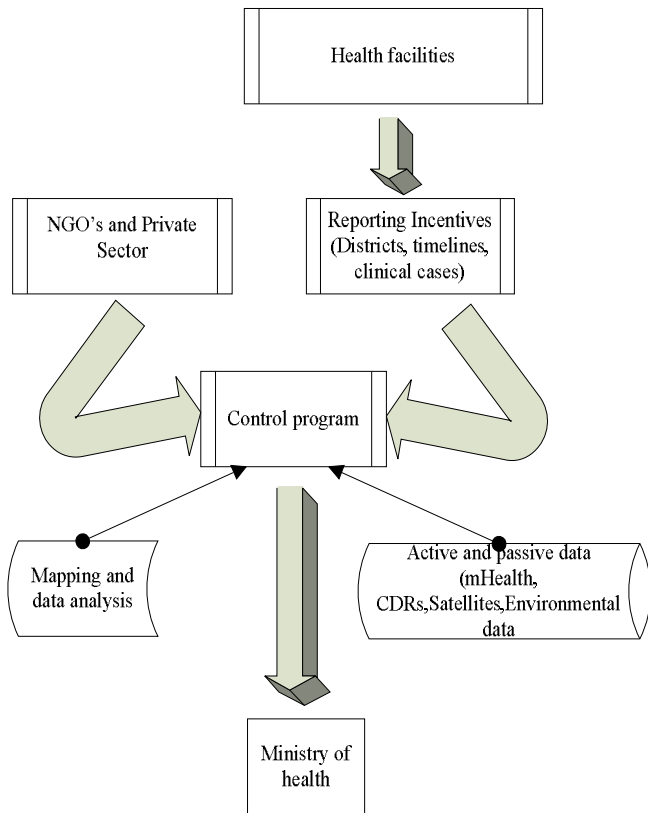 Health facilities
NGO's and Private
Sector
Reporting Incentives
(Districts, timelines,
clinical cases)
Control program
Mapping and
data analysis
Active and passive data
(mHealth,
CDRs,Satellites,Environmental
data
Ministry of
health